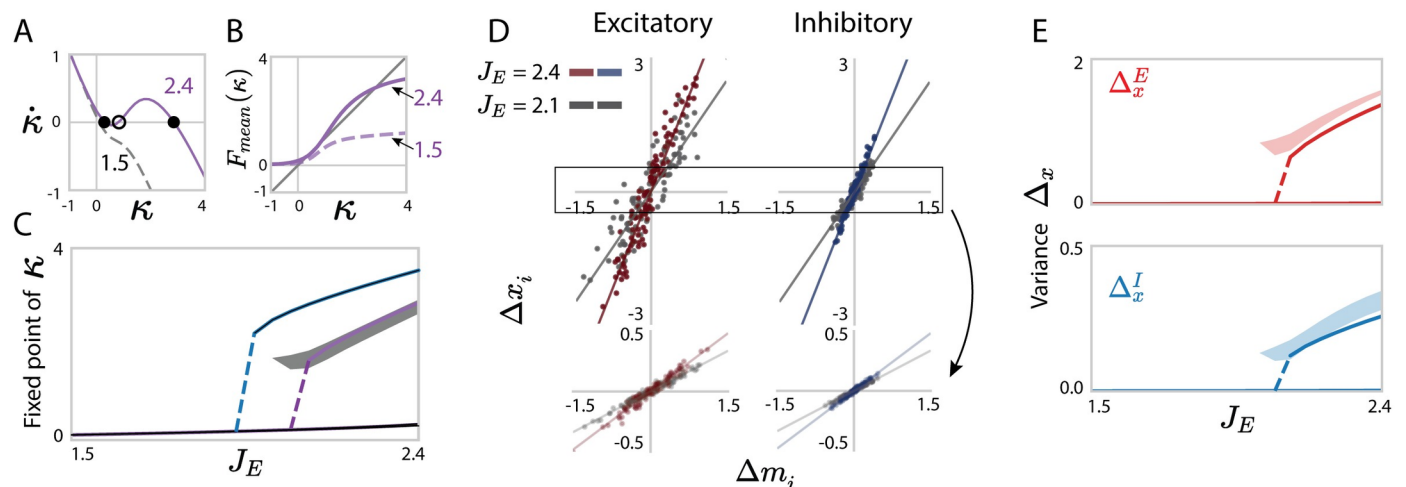 A
1
κ̇
0
-1
-1
0
4
κ
2.4
1.5
B
4
F_mean(κ)
0
-1
-1
0
4
κ
2.4
1.5
C
4
Fixed point of κ
0
1.5
J_E
2.4
D
Excitatory
Inhibitory
J_E = 2.4
J_E = 2.1
3
3
-1.5
1.5
-1.5
1.5
-3
-3
Δx_i
0.5
0.5
-1.5
1.5
-1.5
1.5
-0.5
-0.5
Δm_i
E
2
Δ_x^E
0
Variance Δ_x
0.5
Δ_x^I
0.0
1.5
J_E
2.4